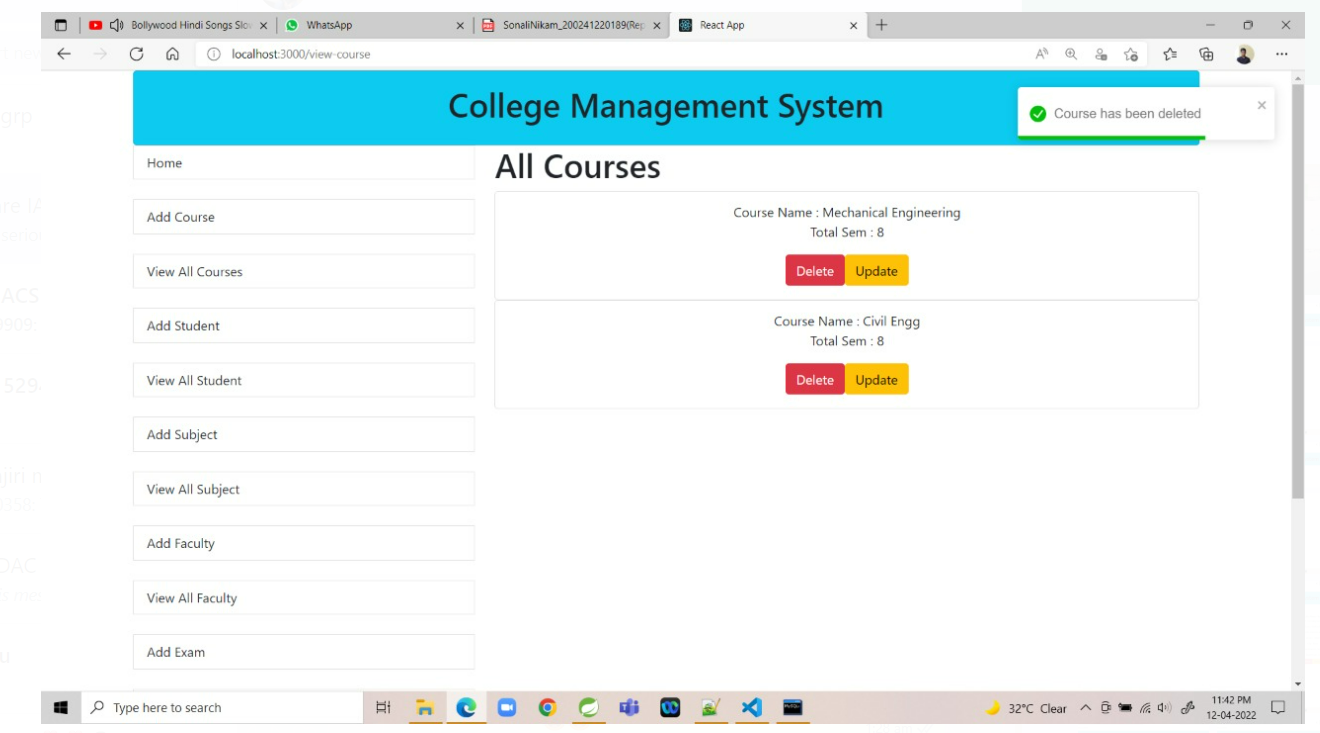 Bollywood Hindi Songs Slo
WhatsApp
SonaliNikam_200241220189(Rep
React App
localhost:3000/view-course
College Management System
Course has been deleted
Home
Add Course
View All Courses
Add Student
View All Student
Add Subject
View All Subject
Add Faculty
View All Faculty
Add Exam
All Courses
Course Name : Mechanical Engineering
Total Sem : 8
Delete Update
Course Name : Civil Engg
Total Sem : 8
Delete Update
Type here to search
32°C Clear
11:42 PM
12-04-2022